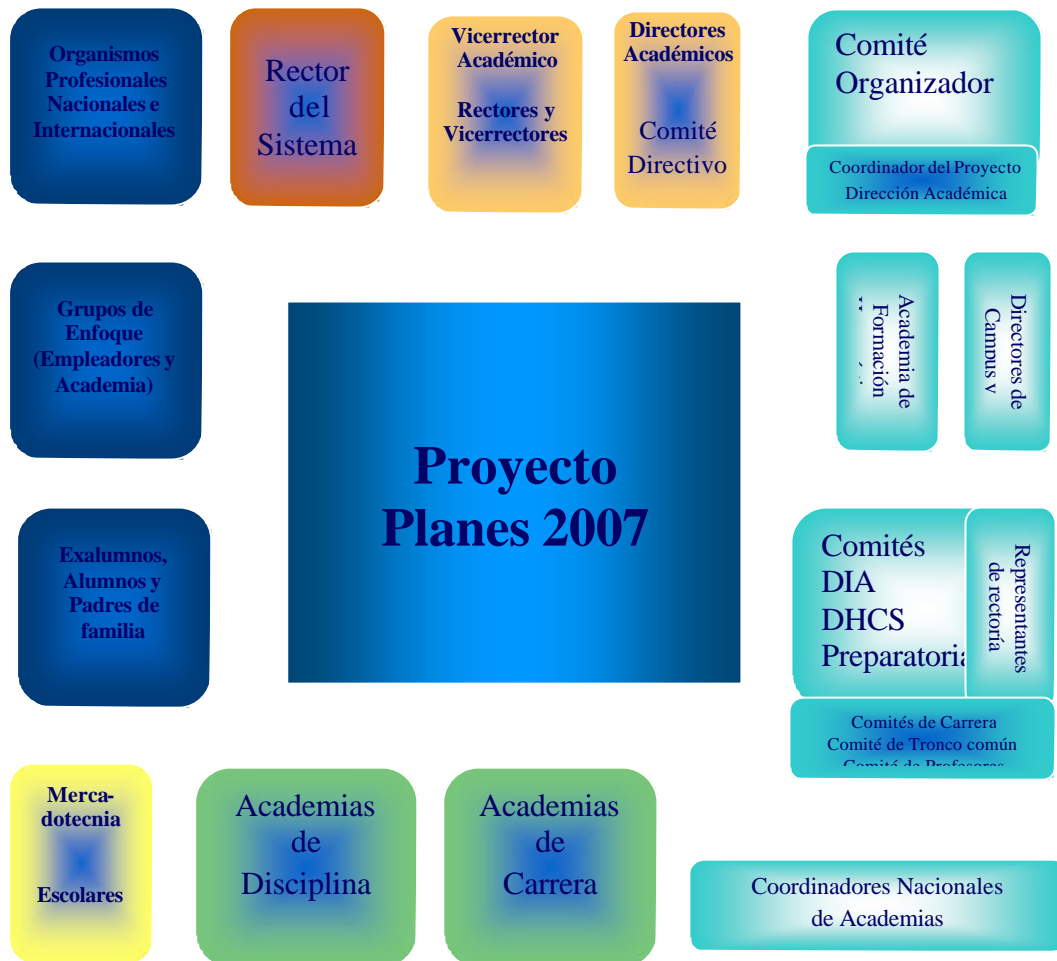 Organismos
Profesionales
Nacionales e
Internacionales
Rector
del
Sistema
Vicerrector
Académico
Rectores y
Vicerrectores
Directores
Académicos
Comité
Directivo
Comité
Organizador
Coordinador del Proyecto
Dirección Académica
Grupos de
Enfoque
(Empleadores y
Academia)
Proyecto
Planes 2007
Academia de
Formación
Directores de
Campus y
Exalumnos,
Alumnos y
Padres de
familia
Comités
DIA
DHCS
Preparatoria
Representantes
de rectoría
Comités de Carrera
Comité de Tronco común
Comité de Profesores
Merca-
dotecnia
Escolares
Academias
de
Disciplina
Academias
de
Carrera
Coordinadores Nacionales
de Academias